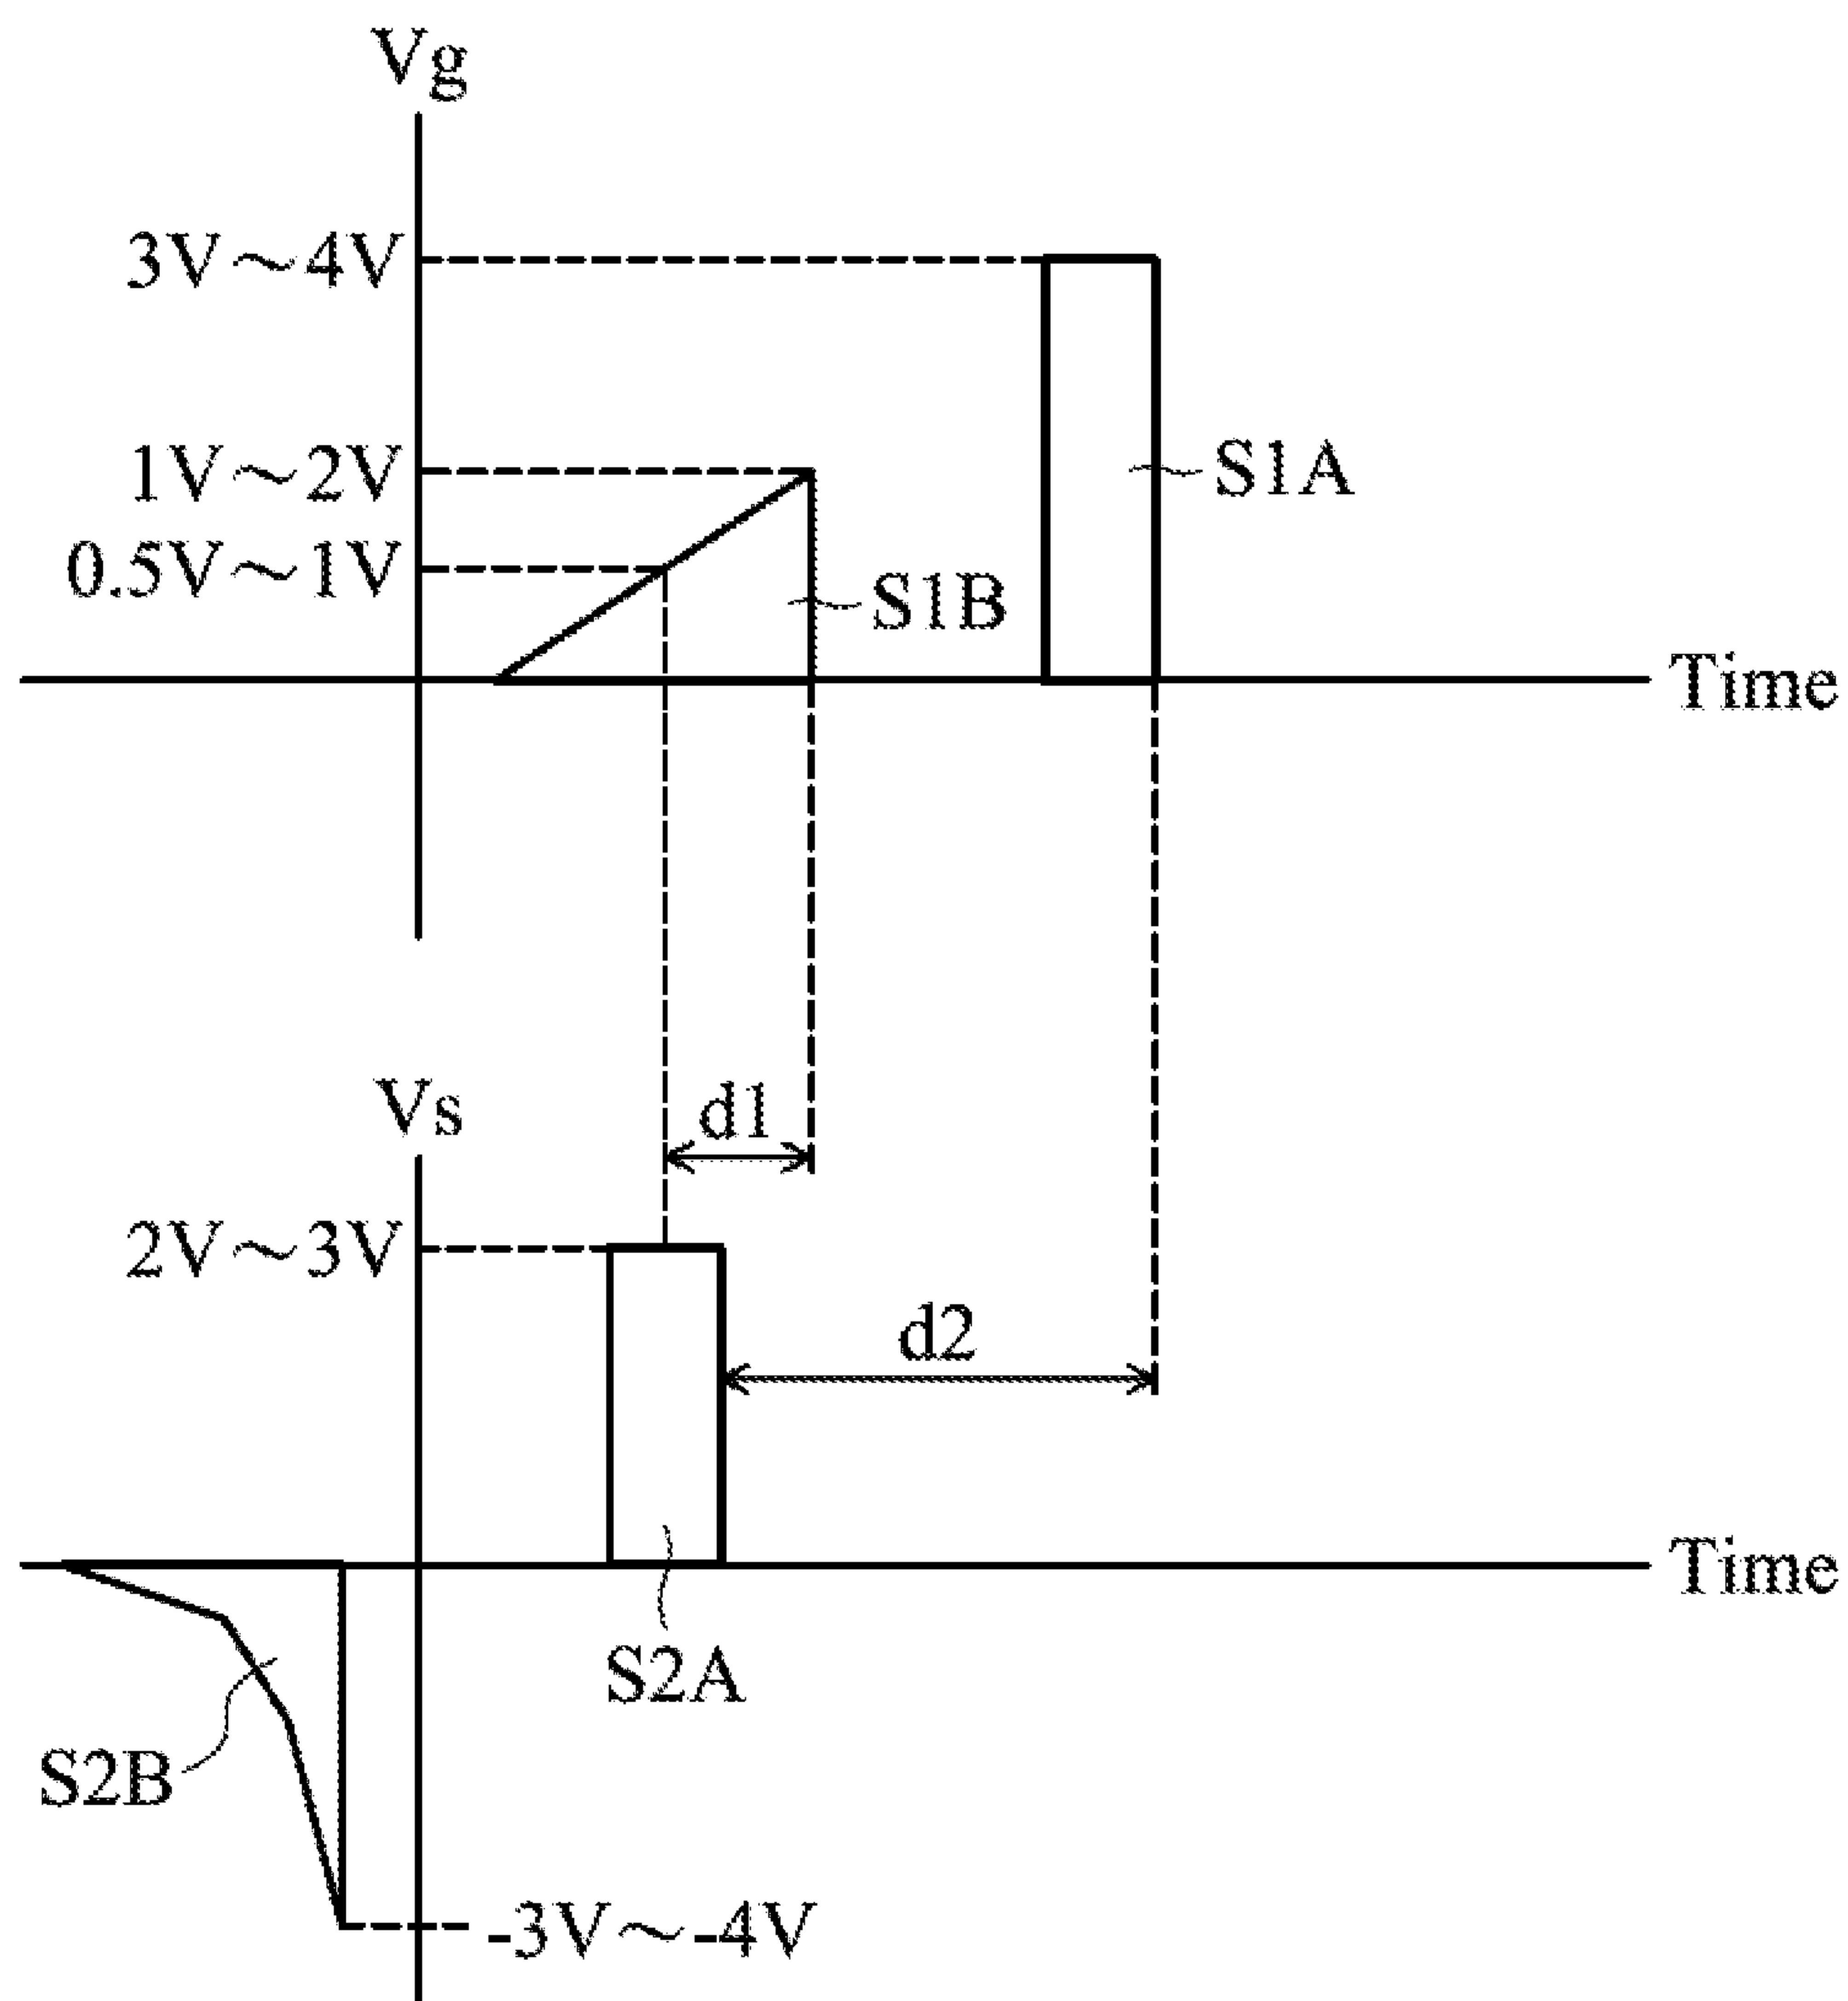 Vg
3V~4V
1V~2V
S1A
0.5V~1V
S1B
Time
d1
Vs
2V~3V
d2
Time
S2A
S2B
-3V~-4V